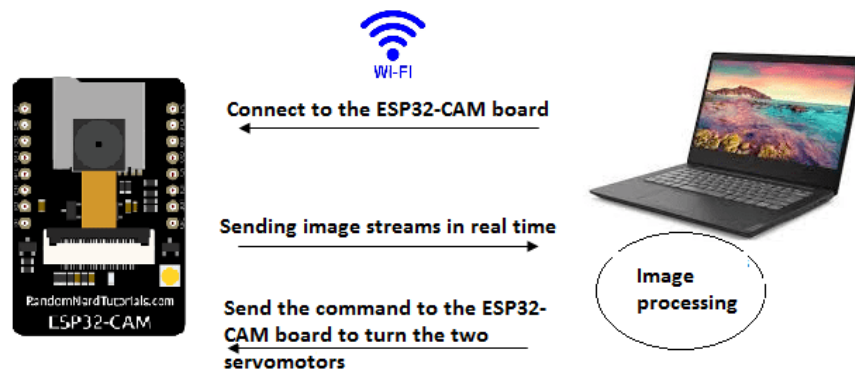 WI-FI
Connect to the ESP32-CAM board
Sending image streams in real time
Image
processing
RandomNerdTutorials.com
ESP32-CAM
Send the command to the ESP32-
CAM board to turn the two
servomotors